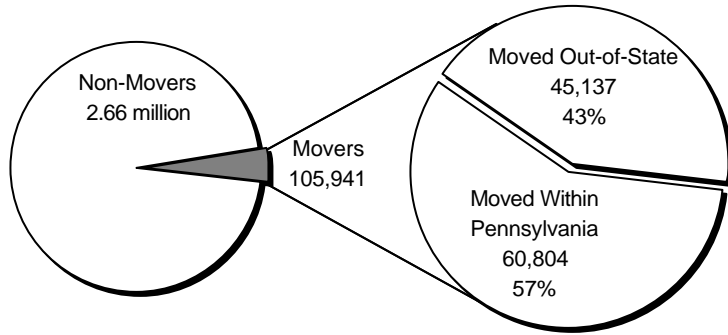 Non-Movers
2.66 million
Movers
105,941
Moved Out-of-State
45,137
43%
Moved Within
Pennsylvania
60,804
57%